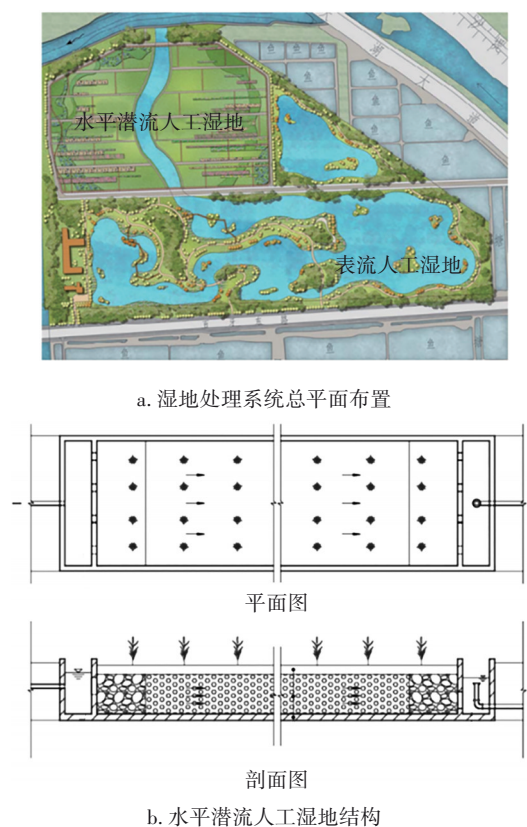 水平潜流人工湿地
表流人工湿地
a. 湿地处理系统总平面布置
平面图
剖面图
b. 水平潜流人工湿地结构